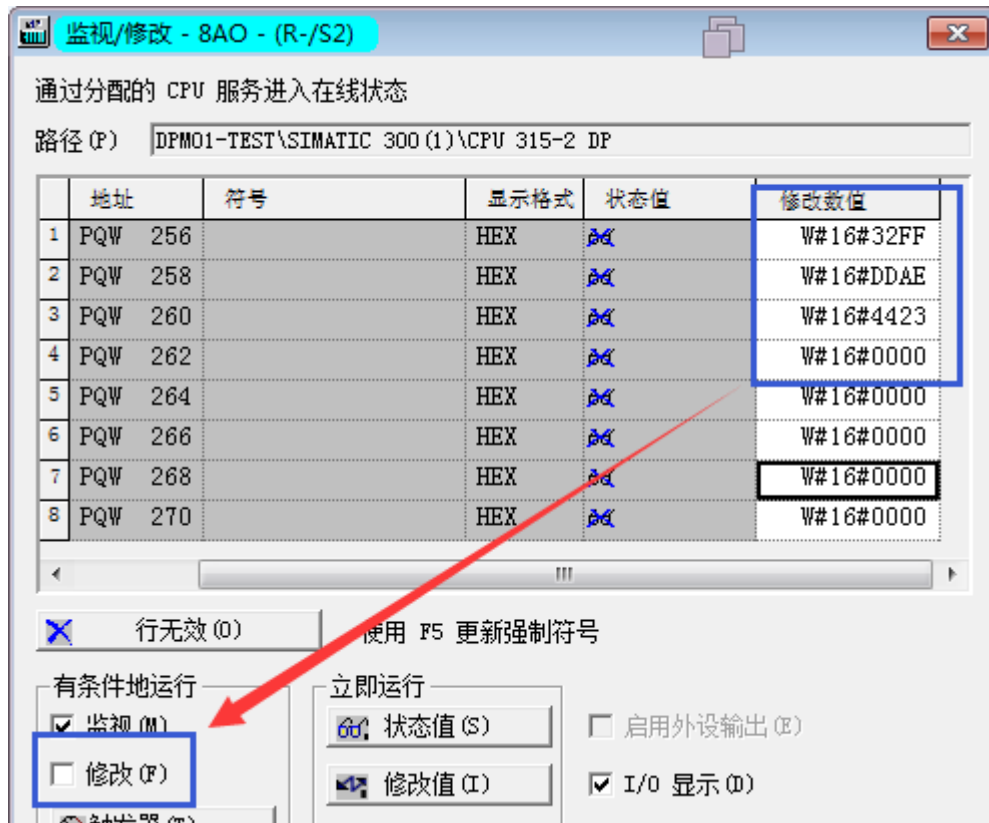 监视/修改 - 8AO - (R-/S2)
通过分配的 CPU 服务进入在线状态
路径(P) DPM01-TEST\SIMATIC 300(1)\CPU 315-2 DP
地址 符号 显示格式 状态值 修改数值
1 PQW 256 HEX W#16#32FF
2 PQW 258 HEX W#16#DDAE
3 PQW 260 HEX W#16#4423
4 PQW 262 HEX W#16#0000
5 PQW 264 HEX W#16#0000
6 PQW 266 HEX W#16#0000
7 PQW 268 HEX W#16#0000
8 PQW 270 HEX W#16#0000
行无效(O) 使用 F5 更新强制符号
有条件地运行 立即运行
监视(M) 状态值(S) 启用外设输出(E)
修改(F) 修改值(I) I/O 显示(D)
触发器(T)